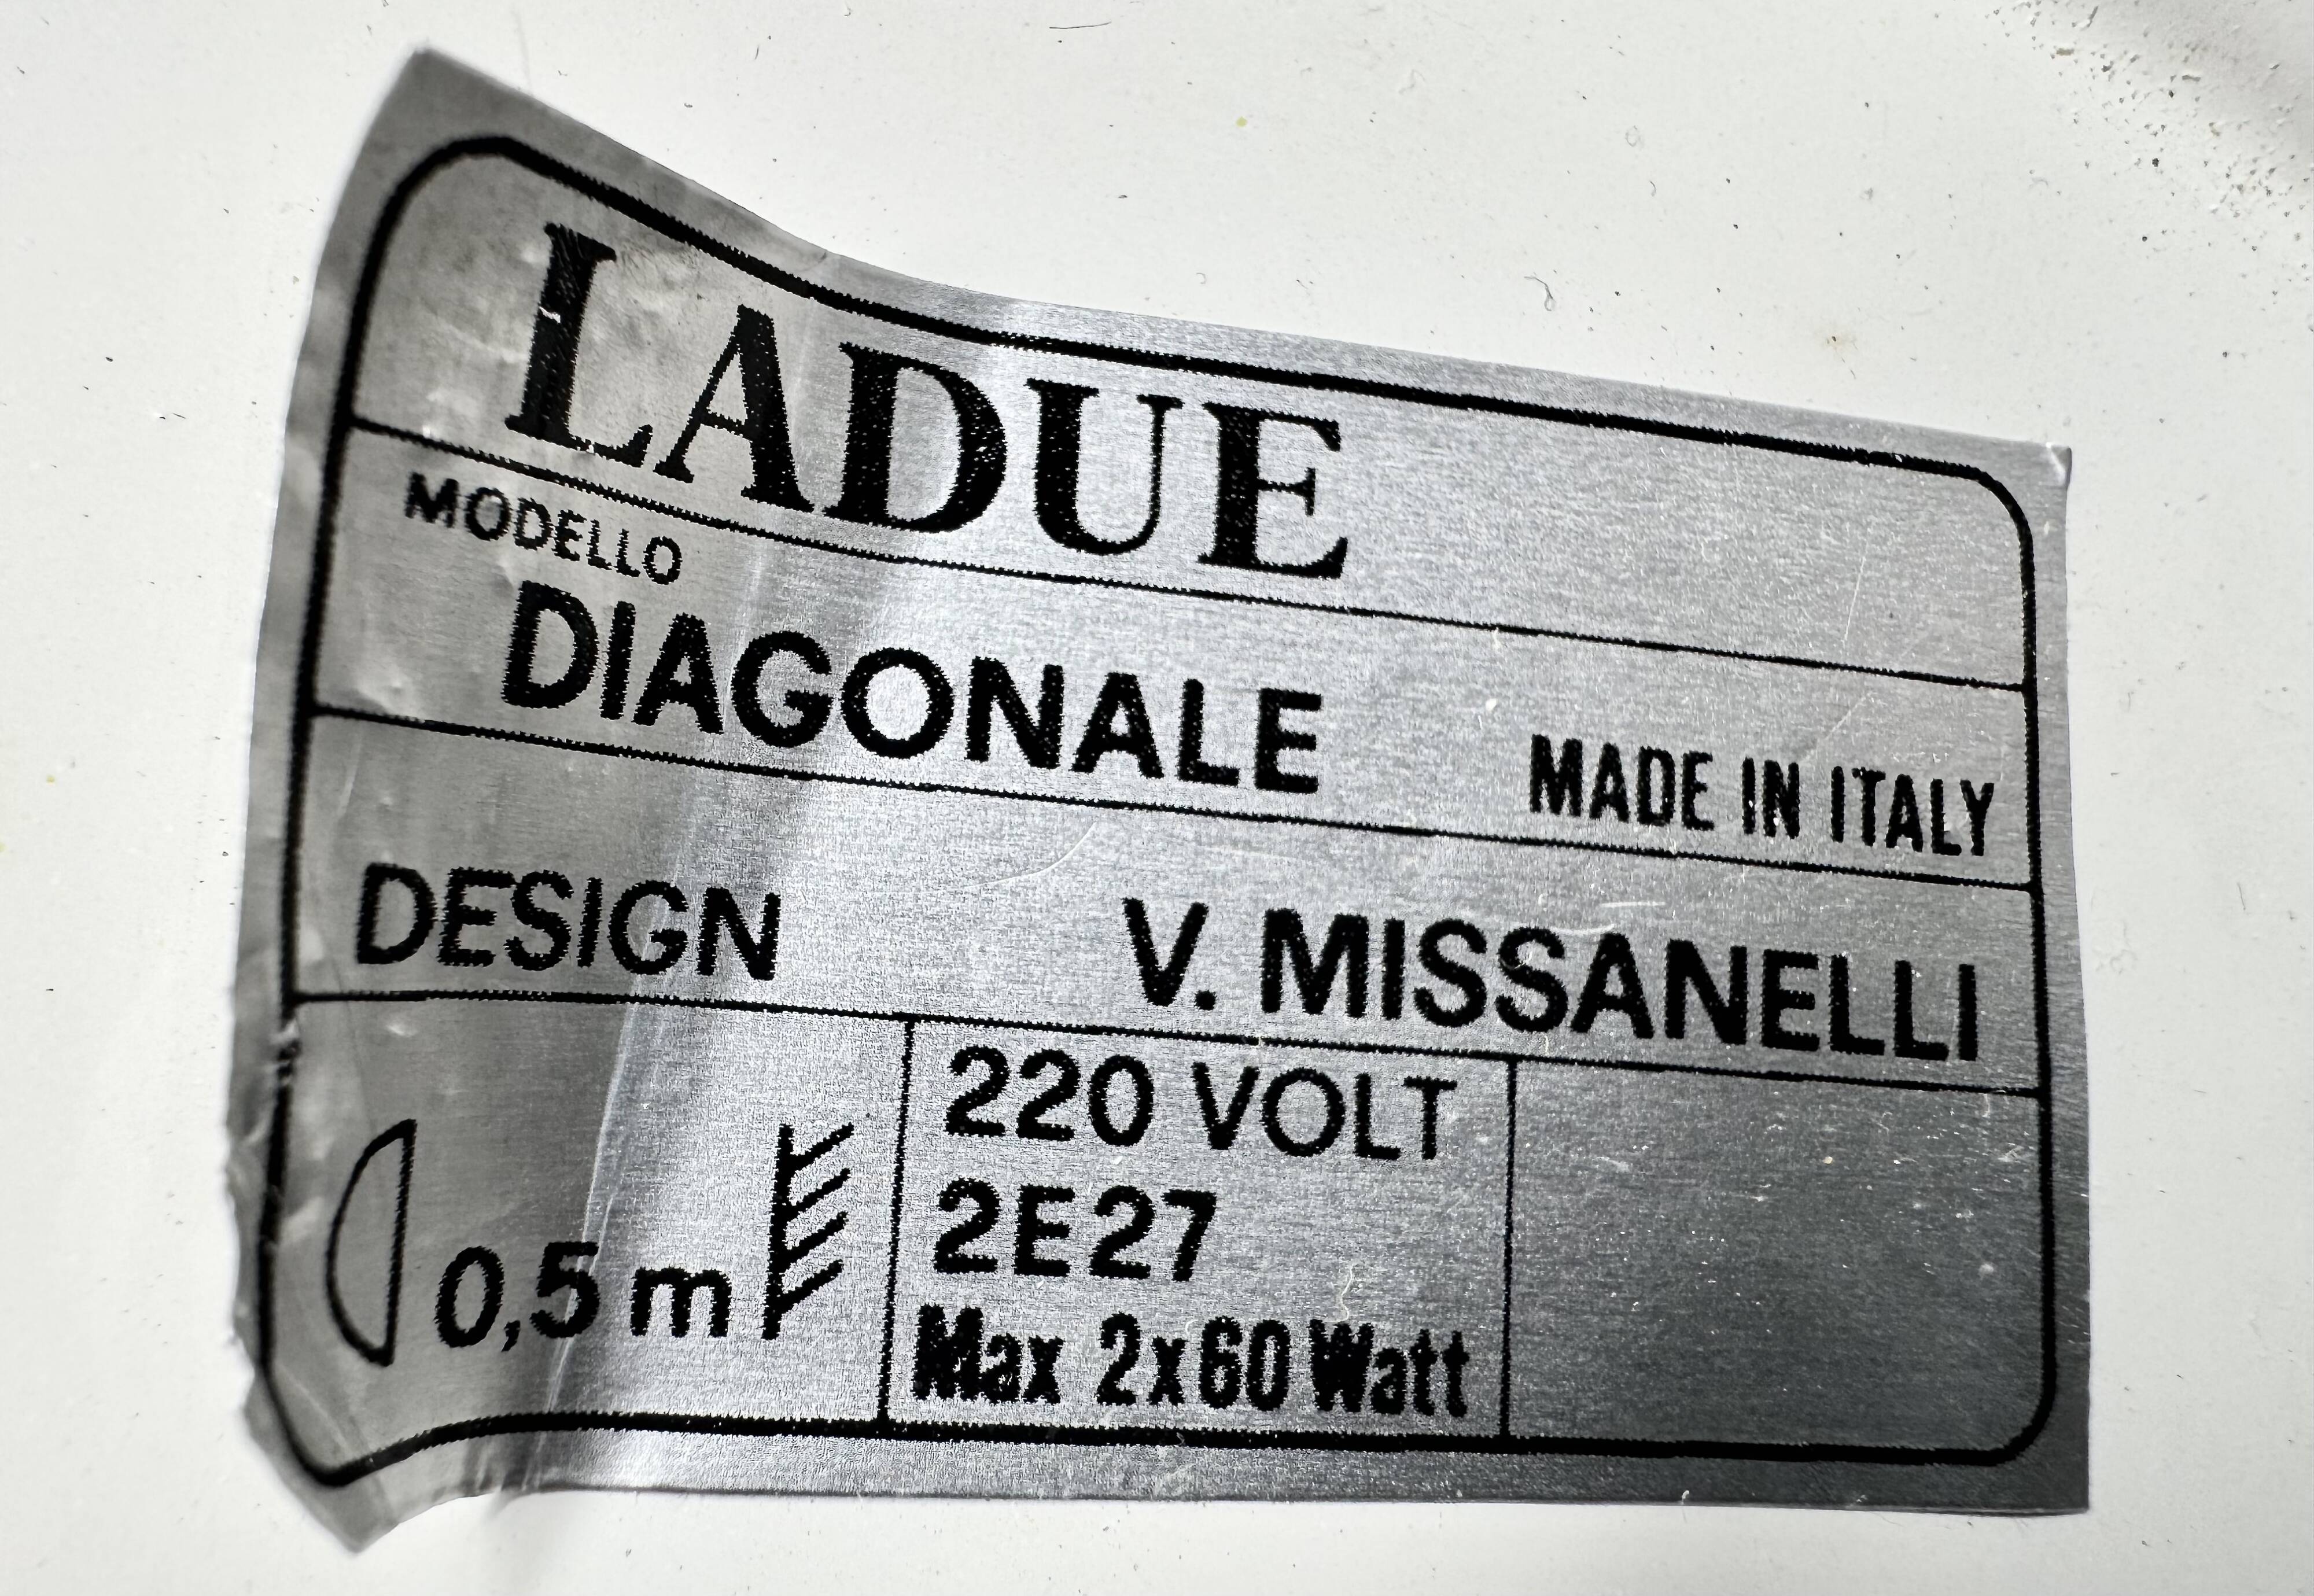 LADUE
MODELLO
DIAGONALE
MADE IN ITALY
DESIGN V. MISSANELLI
0,5 m
220 VOLT
2E27
Max 2x60 Watt